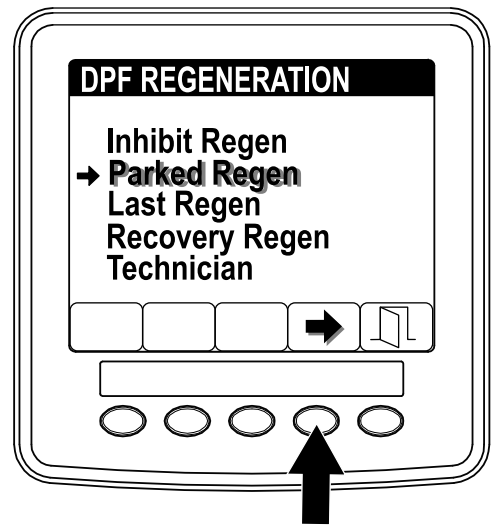 DPF REGENERATION
Inhibit Regen
Parked Regen
Last Regen
Recovery Regen
Technician